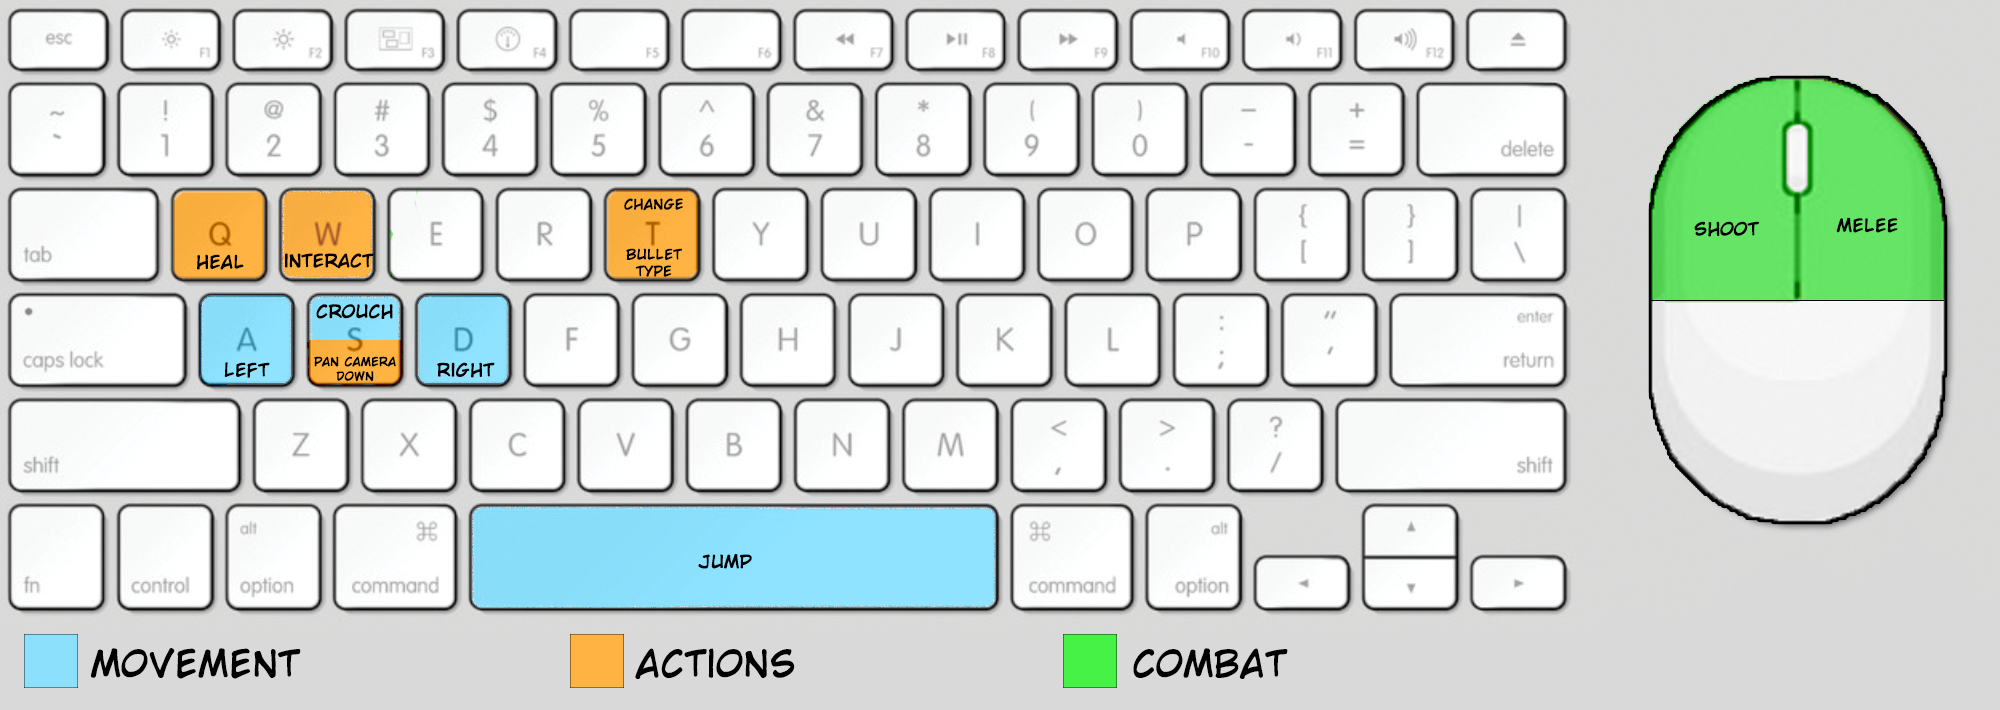 esc F1 F2 F3 F4 F5 F6 F7 F8 F9 F10 F11 F12
~ ! @ # $ % ^ & * ( ) – +
` 1 2 3 4 5 6 7 8 9 0 - = delete
CHANGE
tab Q W E R T Y U I O P { [ } ] | \
HEAL INTERACT BULLET
TYPE
CROUCH
caps lock A S D F G H J K L : ; “ ‘ enter return
LEFT PAN CAMERA RIGHT
DOWN
shift Z X C V B N M < , > . ? / shift
alt ⌘ ⌘ alt
fn control option command JUMP command option
SHOOT MELEE
MOVEMENT ACTIONS COMBAT